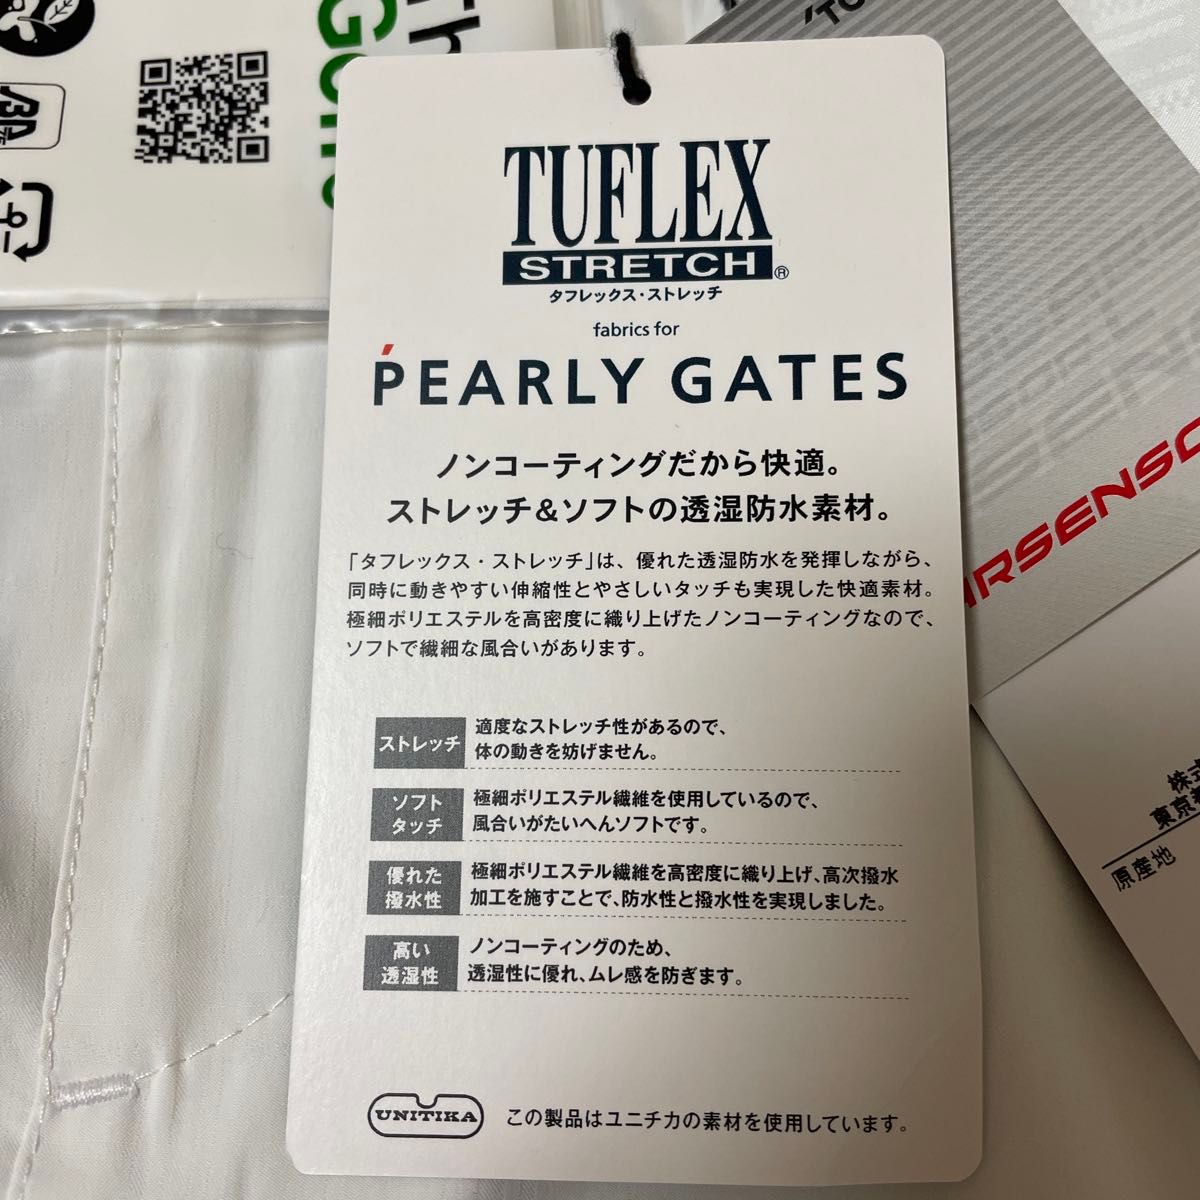 TUFLEX
STRETCH®
タフレックス・ストレッチ
fabrics for
PEARLY GATES
ノンコーティングだから快適。
ストレッチ&ソフトの透湿防水素材。
「タフレックス・ストレッチ」は、優れた透湿防水を発揮しながら、
同時に動きやすい伸縮性とやさしいタッチも実現した快適素材。
極細ポリエステルを高密度に織り上げたノンコーティングなので、
ソフトで繊細な風合いがあります。
ストレッチ
適度なストレッチ性があるので、
体の動きを妨げません。
ソフト
タッチ
極細ポリエステル繊維を使用しているので、
風合いがたいへんソフトです。
優れた
撥水性
極細ポリエステル繊維を高密度に織り上げ、高次撥水
加工を施すことで、防水性と撥水性を実現しました。
高い
透湿性
ノンコーティングのため、
透湿性に優れ、ムレ感を防ぎます。
UNITIKA
この製品はユニチカの素材を使用しています。
株式
東京
原産地